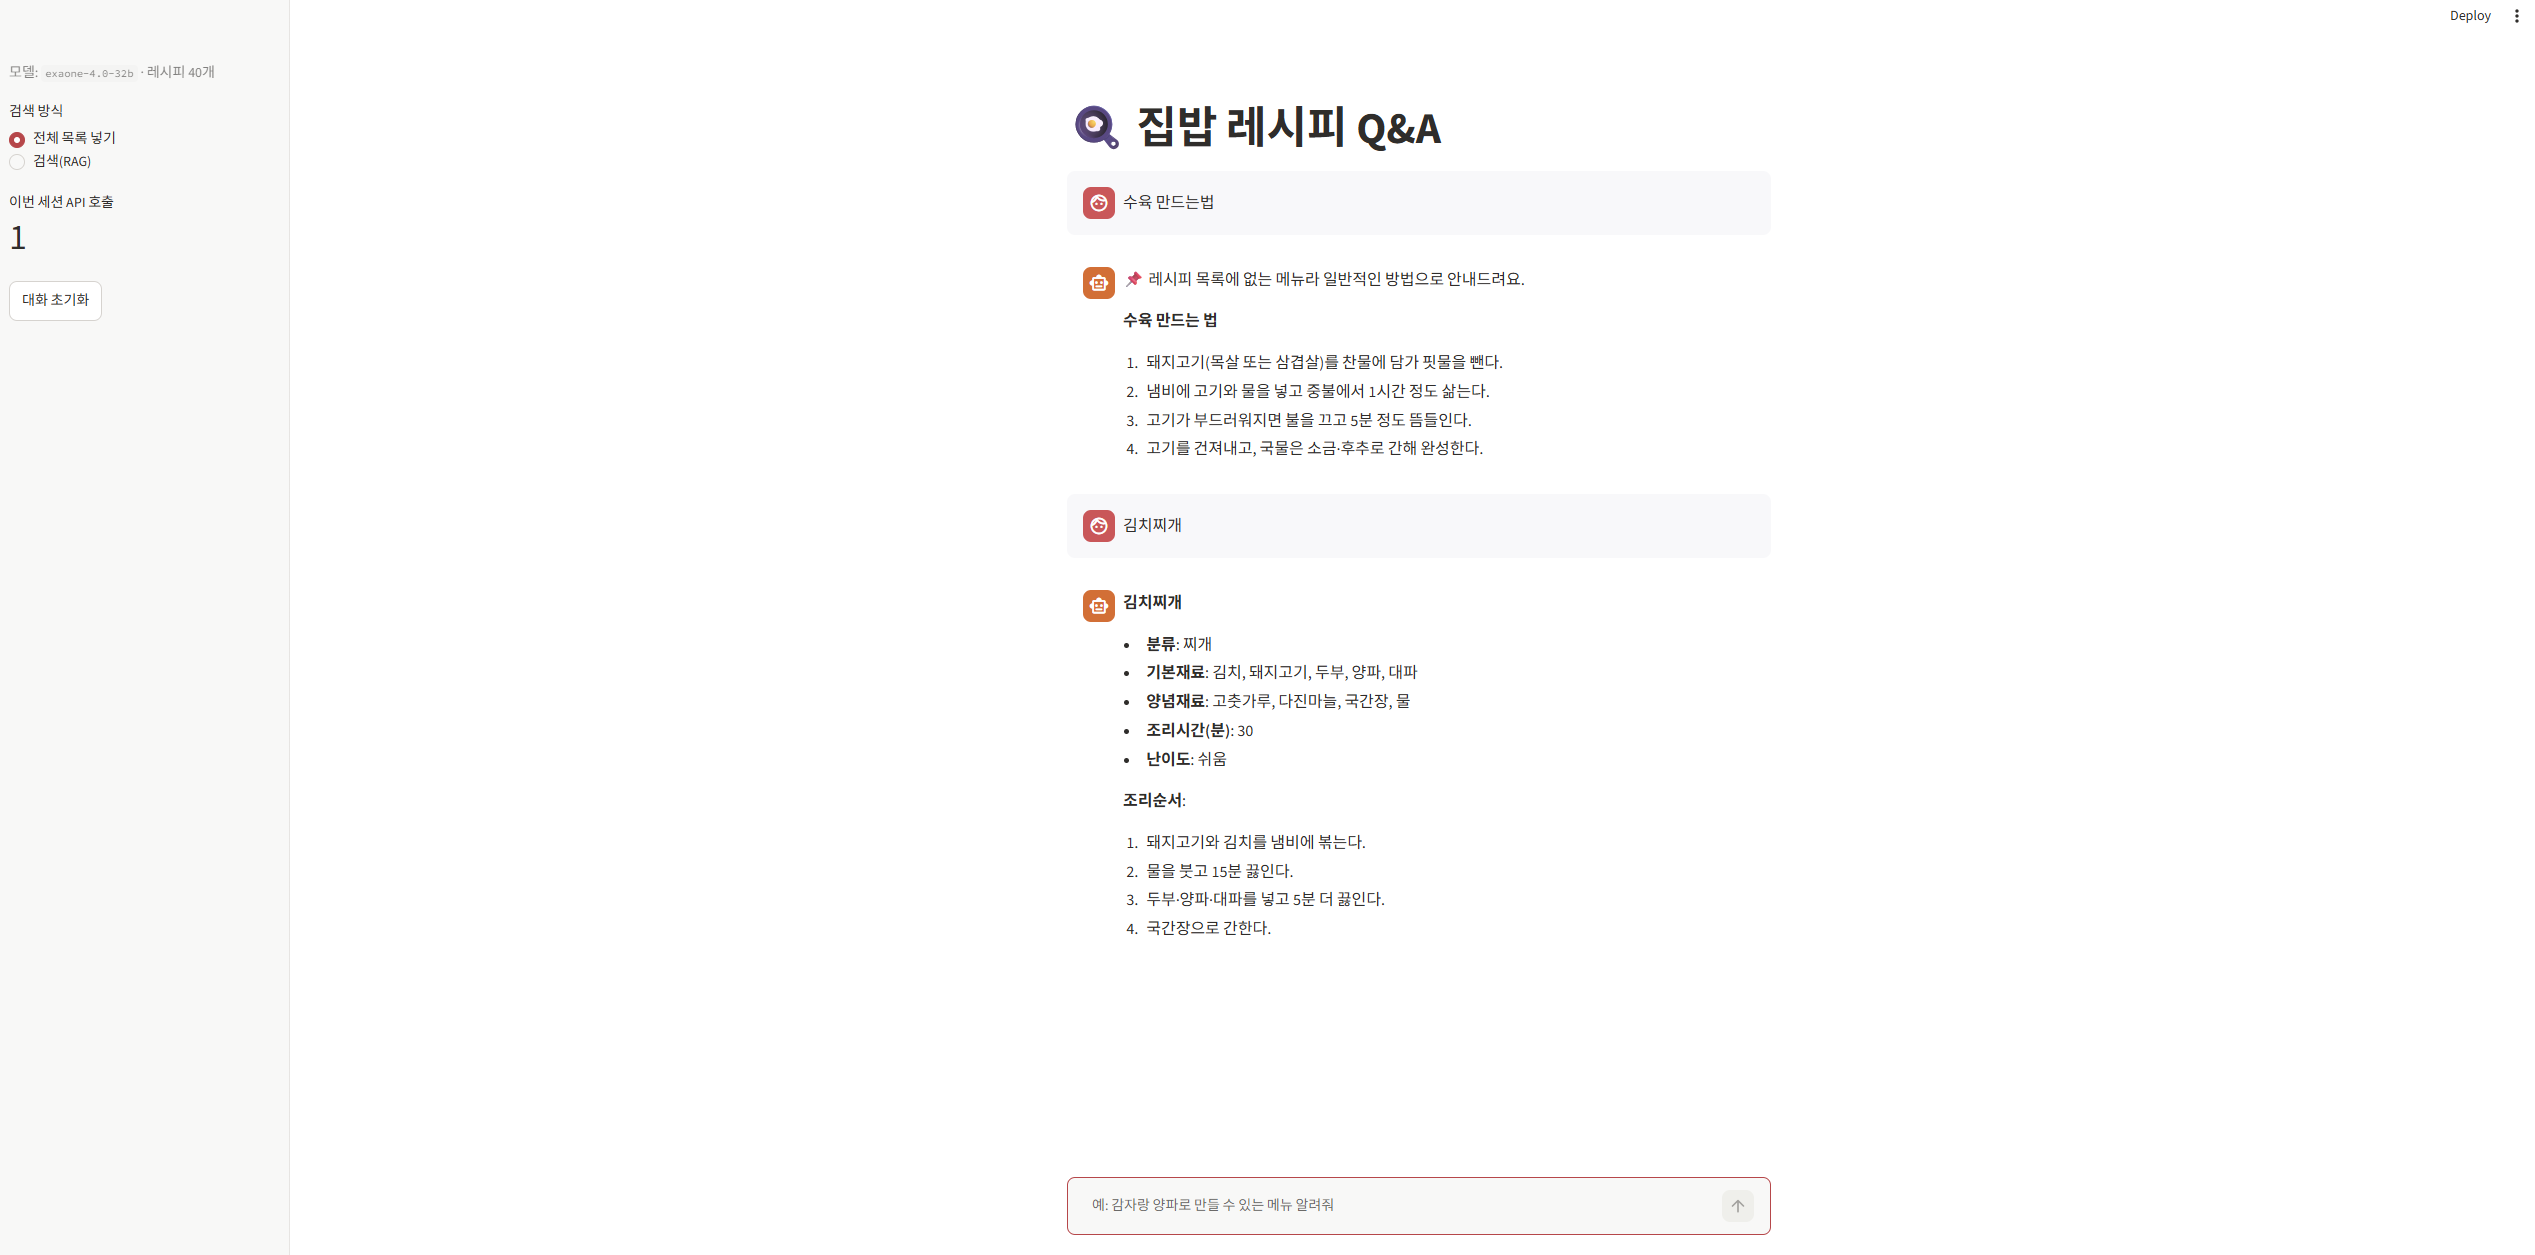 Deploy
모델: exaone-4.0-32b · 레시피 40개
검색 방식
전체 목록 넣기
검색(RAG)
이번 세션 API 호출
1
대화 초기화
집밥 레시피 Q&A
수육 만드는법
레시피 목록에 없는 메뉴라 일반적인 방법으로 안내드려요.
수육 만드는 법
1. 돼지고기(목살 또는 삼겹살)를 찬물에 담가 핏물을 뺀다.
2. 냄비에 고기와 물을 넣고 중불에서 1시간 정도 삶는다.
3. 고기가 부드러워지면 불을 끄고 5분 정도 뜸들인다.
4. 고기를 건져내고, 국물은 소금·후추로 간해 완성한다.
김치찌개
김치찌개
• 분류: 찌개
• 기본재료: 김치, 돼지고기, 두부, 양파, 대파
• 양념재료: 고춧가루, 다진마늘, 국간장, 물
• 조리시간(분): 30
• 난이도: 쉬움
조리순서:
1. 돼지고기와 김치를 냄비에 볶는다.
2. 물을 붓고 15분 끓인다.
3. 두부·양파·대파를 넣고 5분 더 끓인다.
4. 국간장으로 간한다.
예: 감자랑 양파로 만들 수 있는 메뉴 알려줘